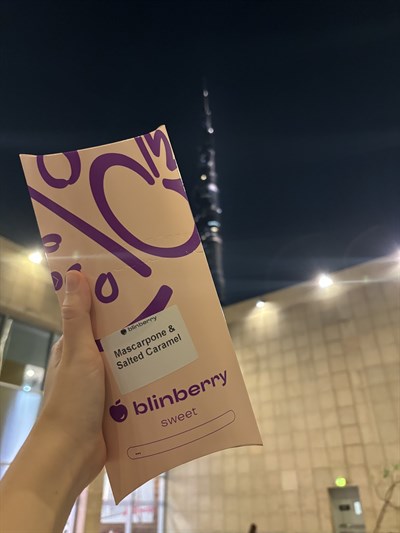 blinberry
Mascarpone &
Salted Caramel
blinberry
sweet